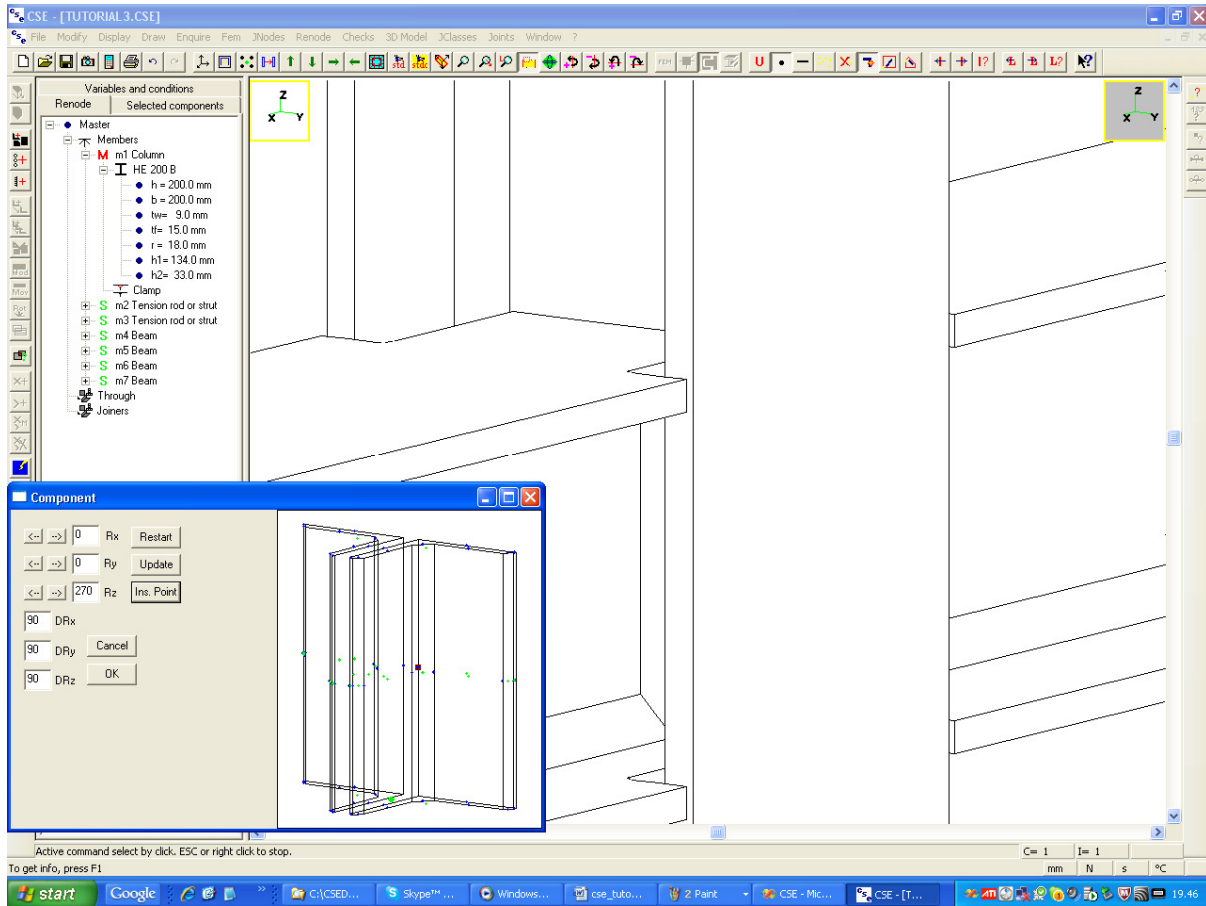 CSE - [TUTORIAL3.CSE]
File Modify Display Draw Enquire Fem JNodes Renode Checks 3D Model JClasses Joints Window ?
std stdc U X I? L?
Variables and conditions
Renode Selected components
Master
Members
M m1 Column
HE 200 B
h = 200.0 mm
b = 200.0 mm
tw= 9.0 mm
tf= 15.0 mm
r = 18.0 mm
h1= 134.0 mm
h2= 33.0 mm
Clamp
S m2 Tension rod or strut
S m3 Tension rod or strut
S m4 Beam
S m5 Beam
S m6 Beam
S m7 Beam
Through
Joiners
Mod
Mov
Rot
Z
X Y
Z
X Y
Component
<-- --> 0 Rx Restart
<-- --> 0 Ry Update
<-- --> 270 Rz Ins. Point
90 DRx
90 DRy Cancel
90 DRz OK
Active command select by click. ESC or right click to stop.
C= 1 I= 1
To get info, press F1
mm N s °C
start Google » C:\CSED... Skype™ ... Windows... cse_tuto... 2 Paint CSE - Mic... CSE - [T... 19.46